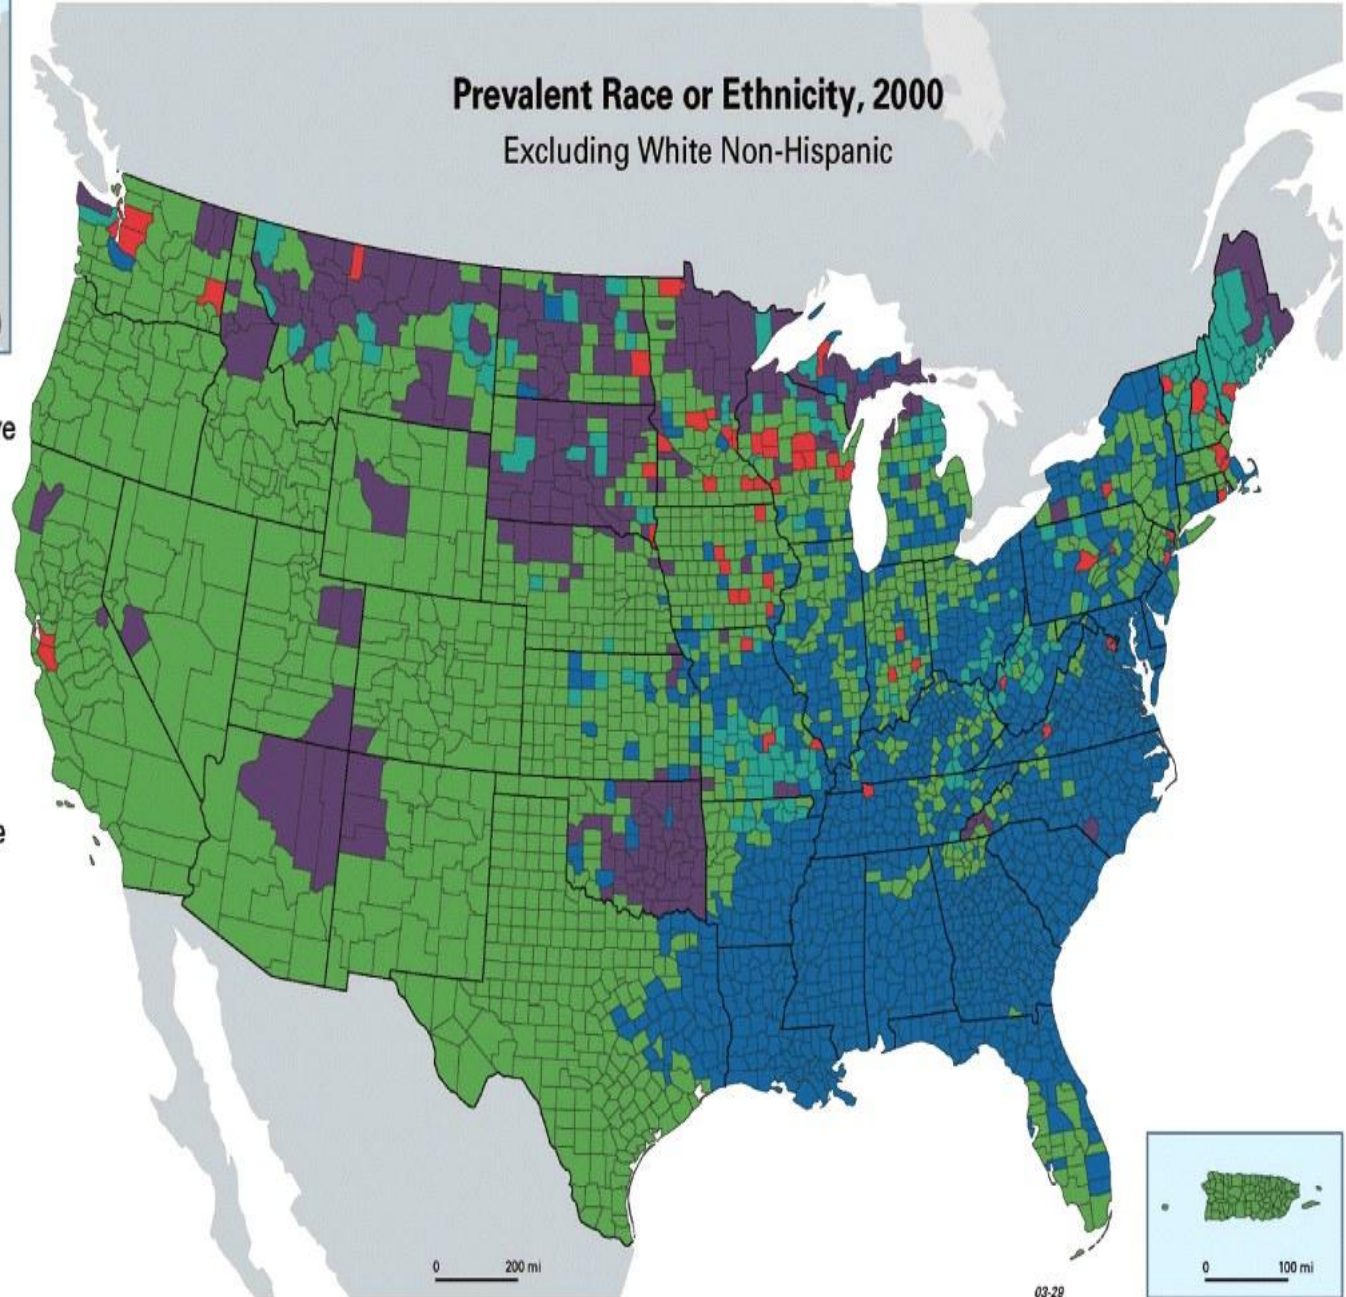 Prevalent Race or Ethnicity, 2000
Excluding White Non-Hispanic
0 200 mi
03-29
0 100 mi